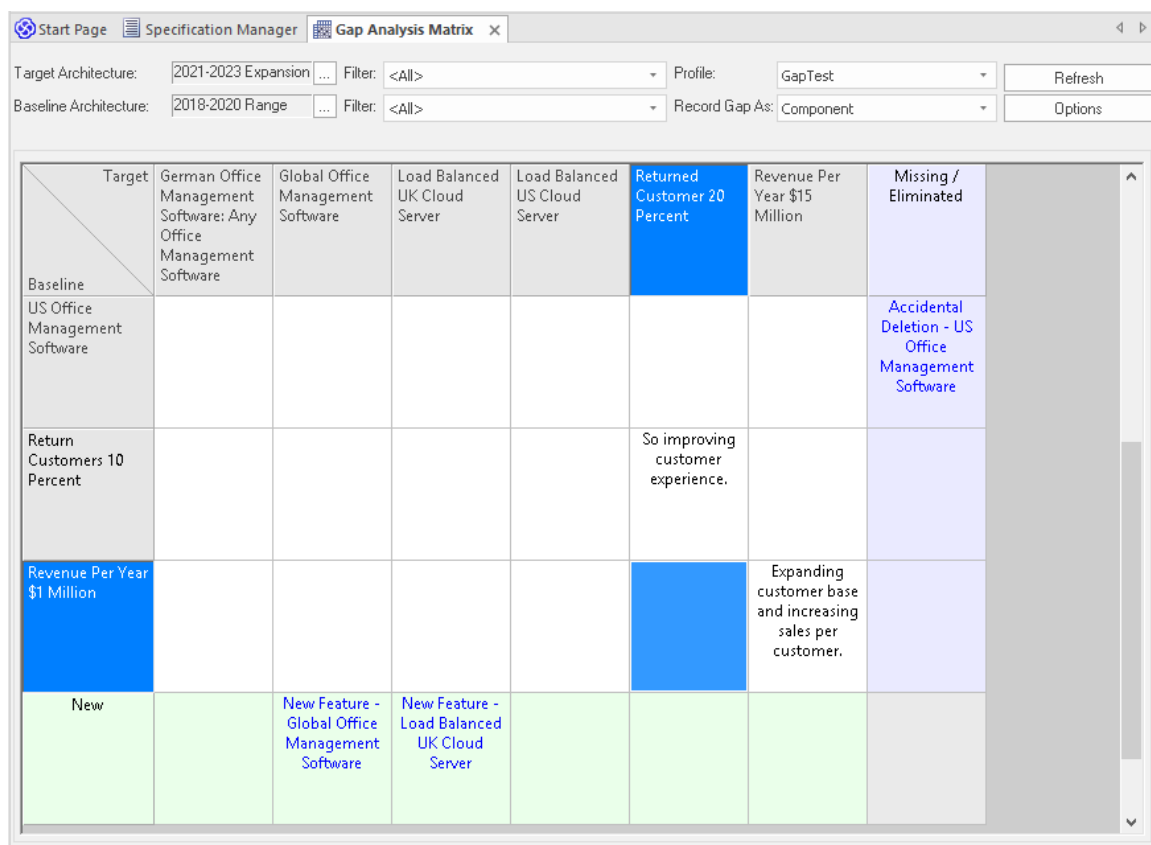 Start Page Specification Manager Gap Analysis Matrix
Target Architecture: 2021-2023 Expansion ... Filter: <All> Profile: GapTest Refresh
Baseline Architecture: 2018-2020 Range ... Filter: <All> Record Gap As: Component Options
Target
Baseline
German Office
Management
Software: Any
Office
Management
Software
Global Office
Management
Software
Load Balanced
UK Cloud
Server
Load Balanced
US Cloud
Server
Returned
Customer 20
Percent
Revenue Per
Year $15
Million
Missing /
Eliminated
US Office
Management
Software
Accidental
Deletion - US
Office
Management
Software
Return
Customers 10
Percent
So improving
customer
experience.
Revenue Per Year
$1 Million
Expanding
customer base
and increasing
sales per
customer.
New
New Feature -
Global Office
Management
Software
New Feature -
Load Balanced
UK Cloud
Server